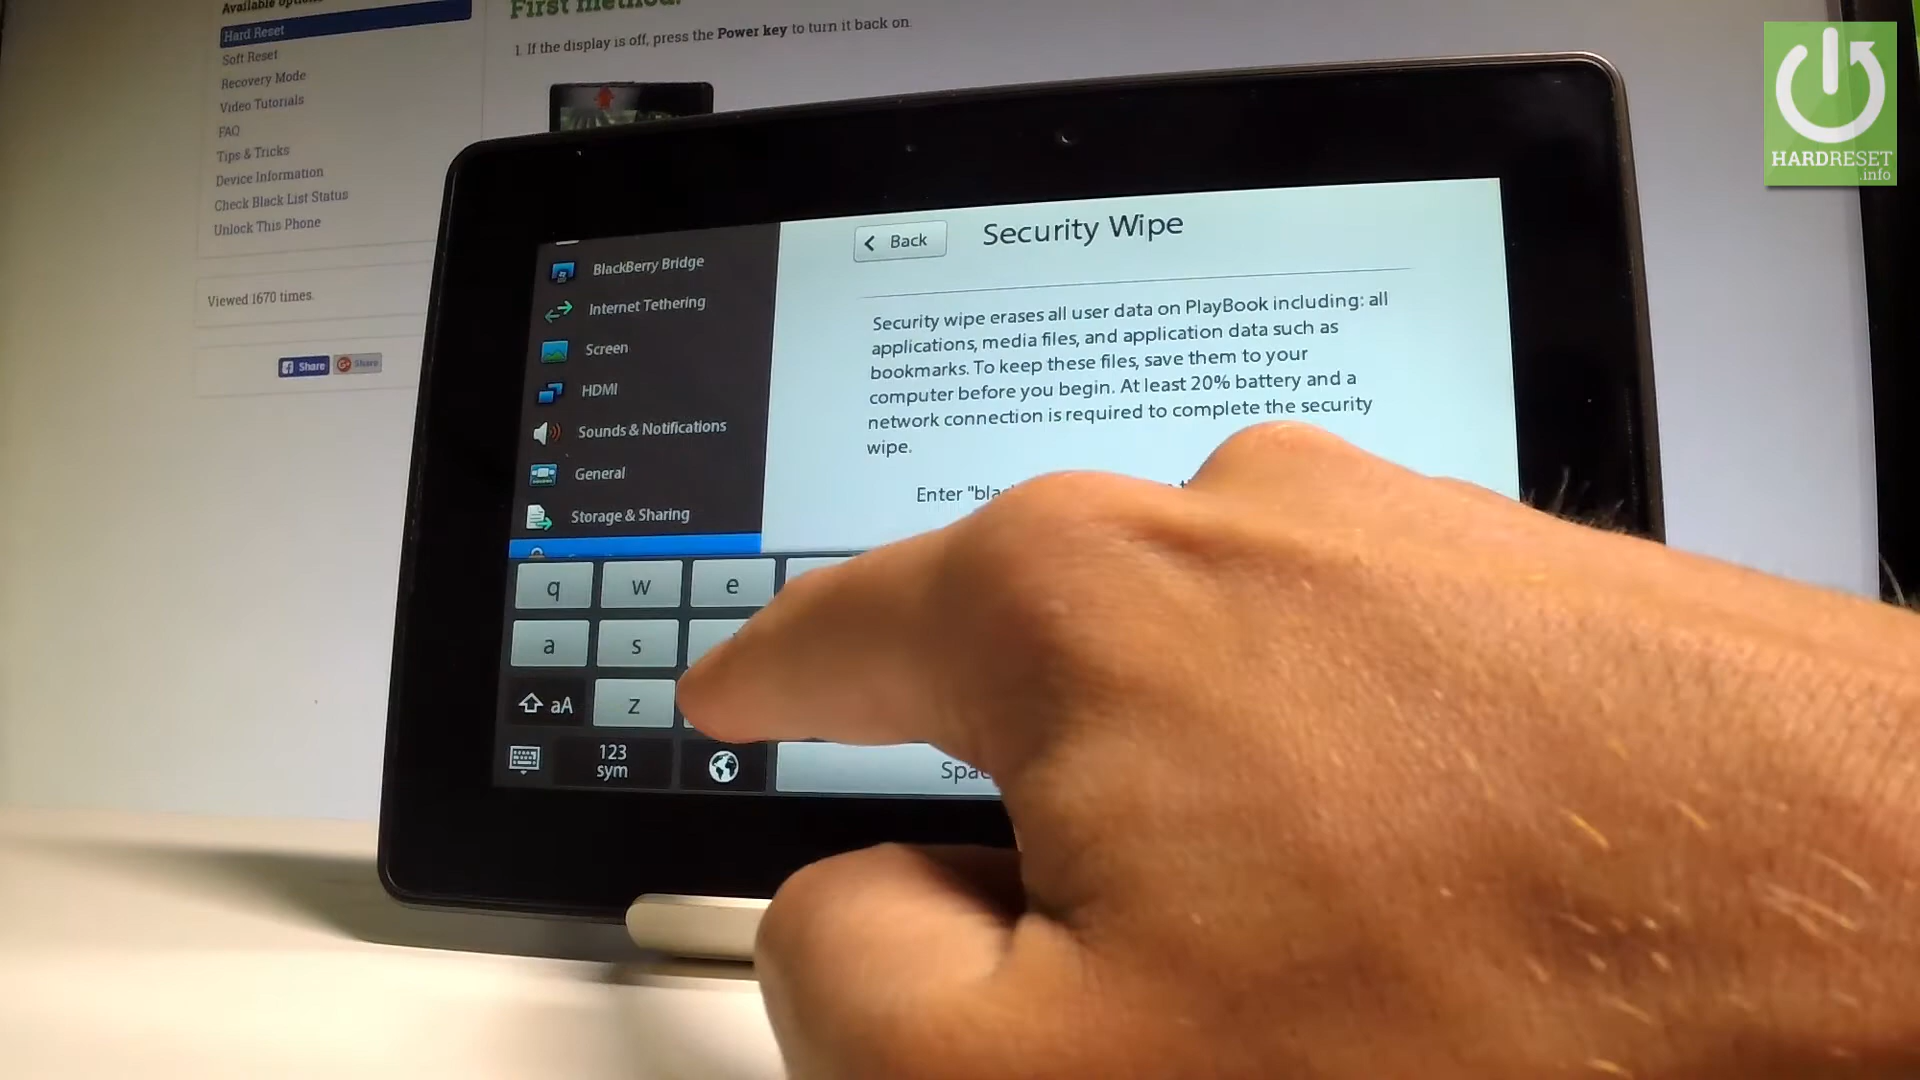 Available
Hard Reset
Soft Reset
Recovery Mode
Video Tutorials
FAQ
Tips & Tricks
Device Information
Check Black List Status
Unlock This Phone
Viewed 1670 times.
Share
Share
First method:
1. If the display is off, press the Power key to turn it back on.
HARDRESET
.info
BlackBerry Bridge
Internet Tethering
Screen
HDMI
Sounds & Notifications
General
Storage & Sharing
Back
Security Wipe
Security wipe erases all user data on PlayBook including: all
applications, media files, and application data such as
bookmarks. To keep these files, save them to your
computer before you begin. At least 20% battery and a
network connection is required to complete the security
wipe.
Enter
q w e
a s
aA z
123
sym